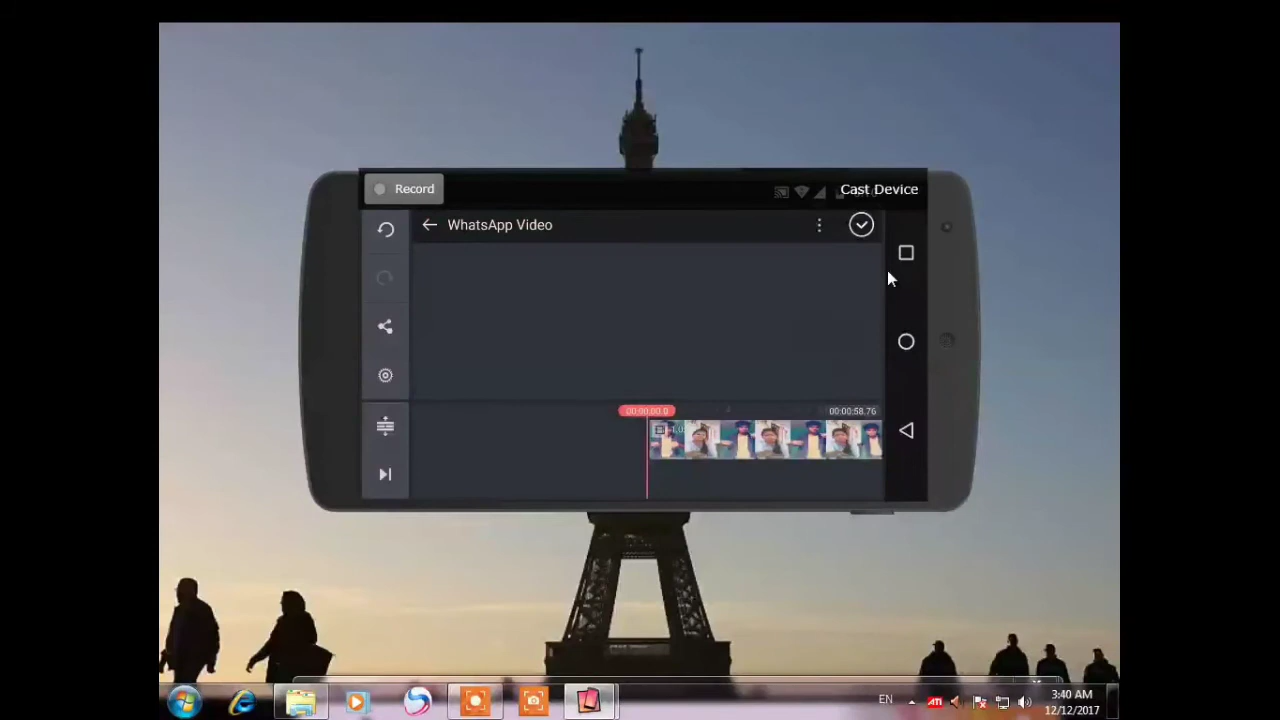 Record
Cast Device
WhatsApp Video
00:00:00.0
00:00:58.76
EN
ATI
3:40 AM
12/12/2017